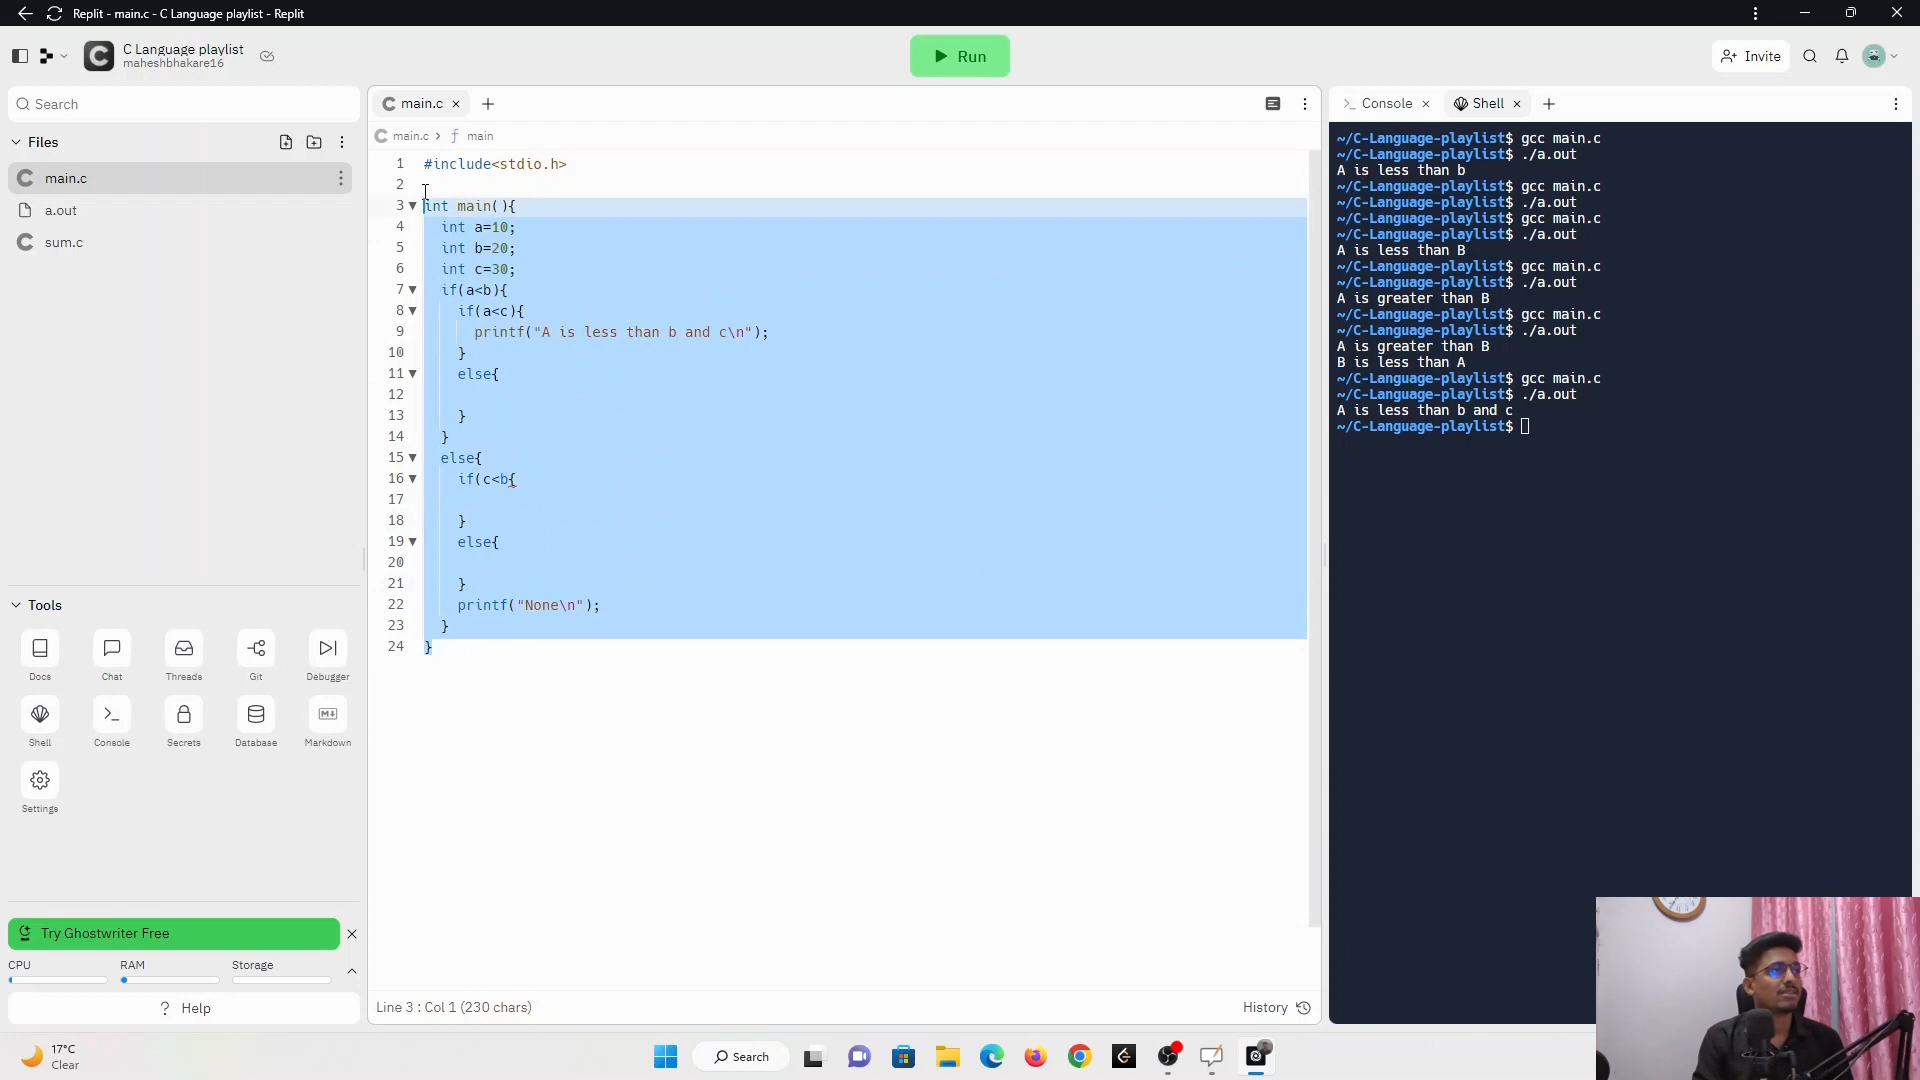 Replit - main.c - C Language playlist - Replit
C Language playlist
maheshbhakare16
Run
Invite
Search
Files
main.c
a.out
sum.c
Tools
Docs
Chat
Threads
Git
Debugger
Shell
Console
Secrets
Database
Markdown
Settings
Try Ghostwriter Free
CPU
RAM
Storage
? Help
main.c
main.c > f main
1 #include<stdio.h>
2
3 int main(){
4 int a=10;
5 int b=20;
6 int c=30;
7 if(a<b){
8 if(a<c){
9 printf("A is less than b and c\n");
10 }
11 else{
12
13 }
14 }
15 else{
16 if(c<b{
17
18 }
19 else{
20
21 }
22 printf("None\n");
23 }
24 }
Line 3 : Col 1 (230 chars)
History
Console
Shell
~/C-Language-playlist$ gcc main.c
~/C-Language-playlist$ ./a.out
A is less than b
~/C-Language-playlist$ gcc main.c
~/C-Language-playlist$ ./a.out
~/C-Language-playlist$ gcc main.c
~/C-Language-playlist$ ./a.out
A is less than B
~/C-Language-playlist$ gcc main.c
~/C-Language-playlist$ ./a.out
A is greater than B
~/C-Language-playlist$ gcc main.c
~/C-Language-playlist$ ./a.out
A is greater than B
B is less than A
~/C-Language-playlist$ gcc main.c
~/C-Language-playlist$ ./a.out
A is less than b and c
~/C-Language-playlist$
17°C
Clear
Search